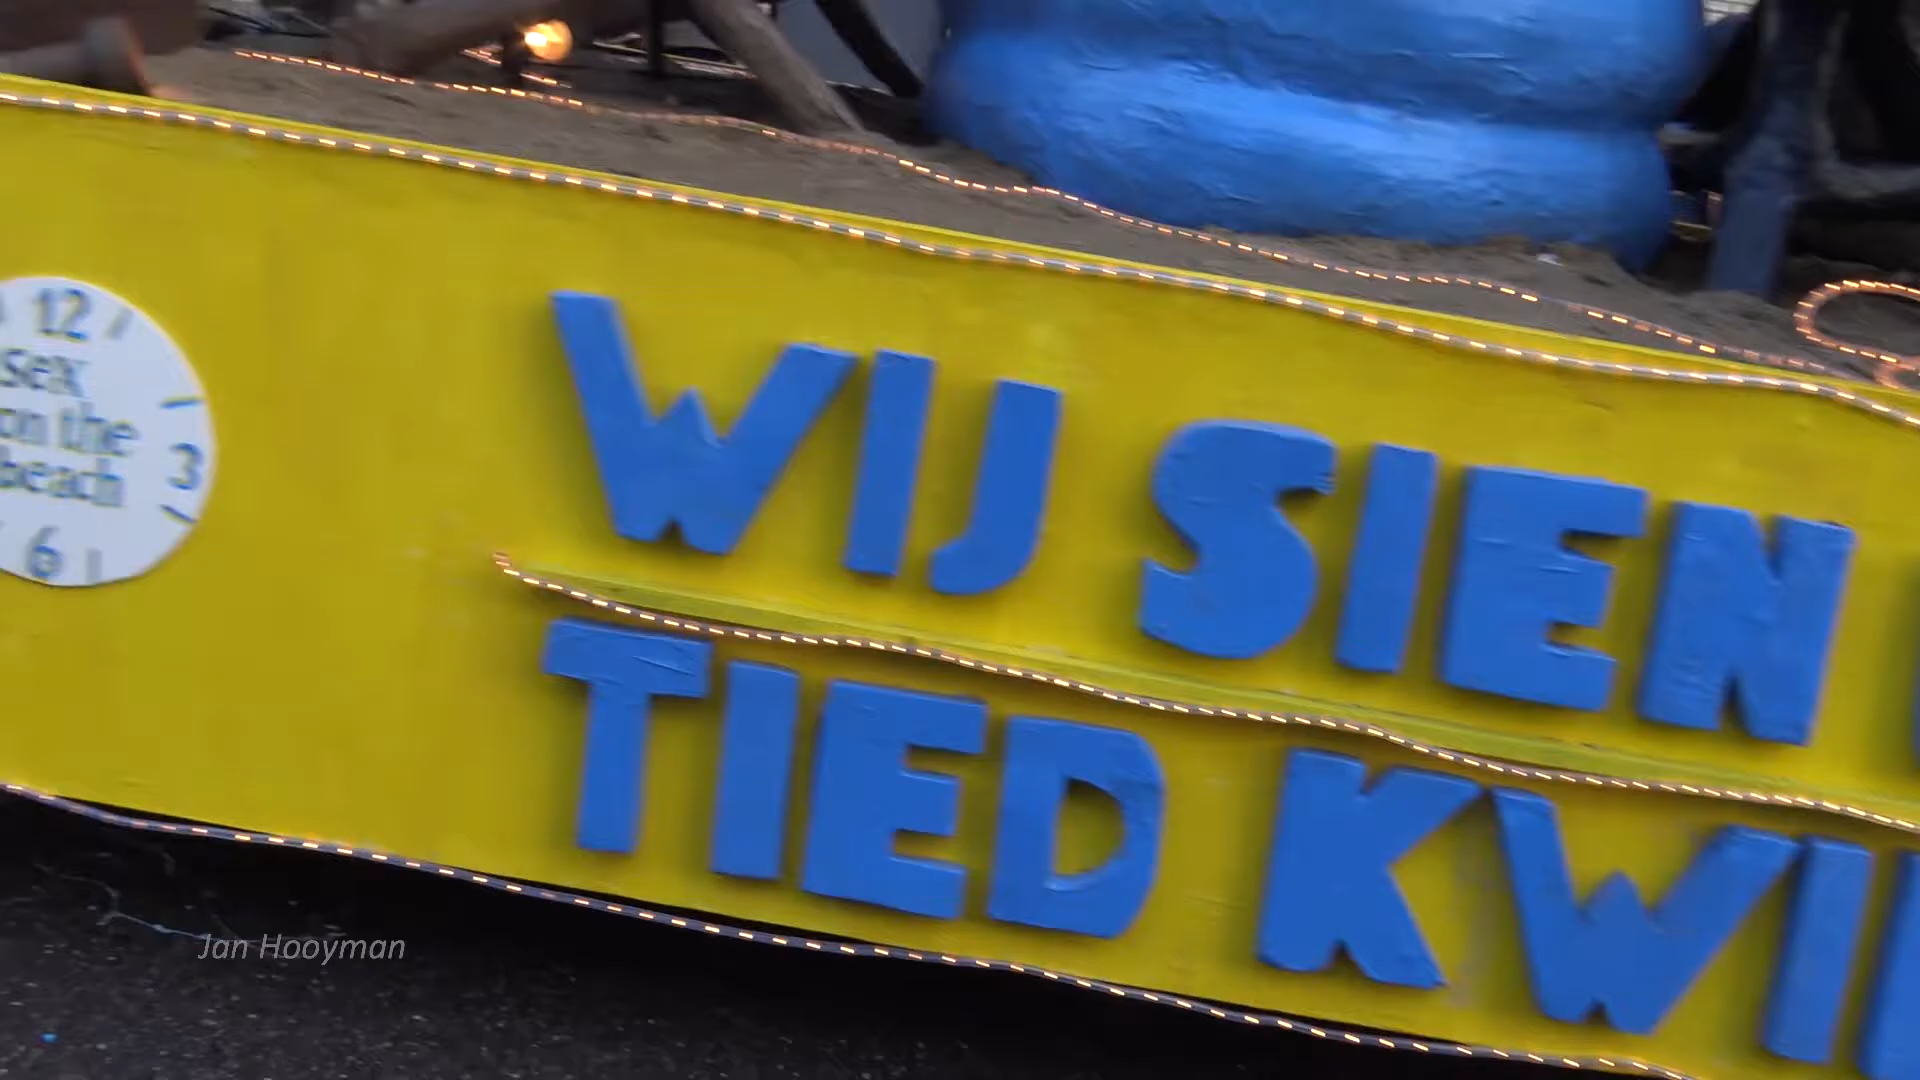 12
sex
on the
beach
3
6
WIJ SIEN
TIED
Jan Hooyman